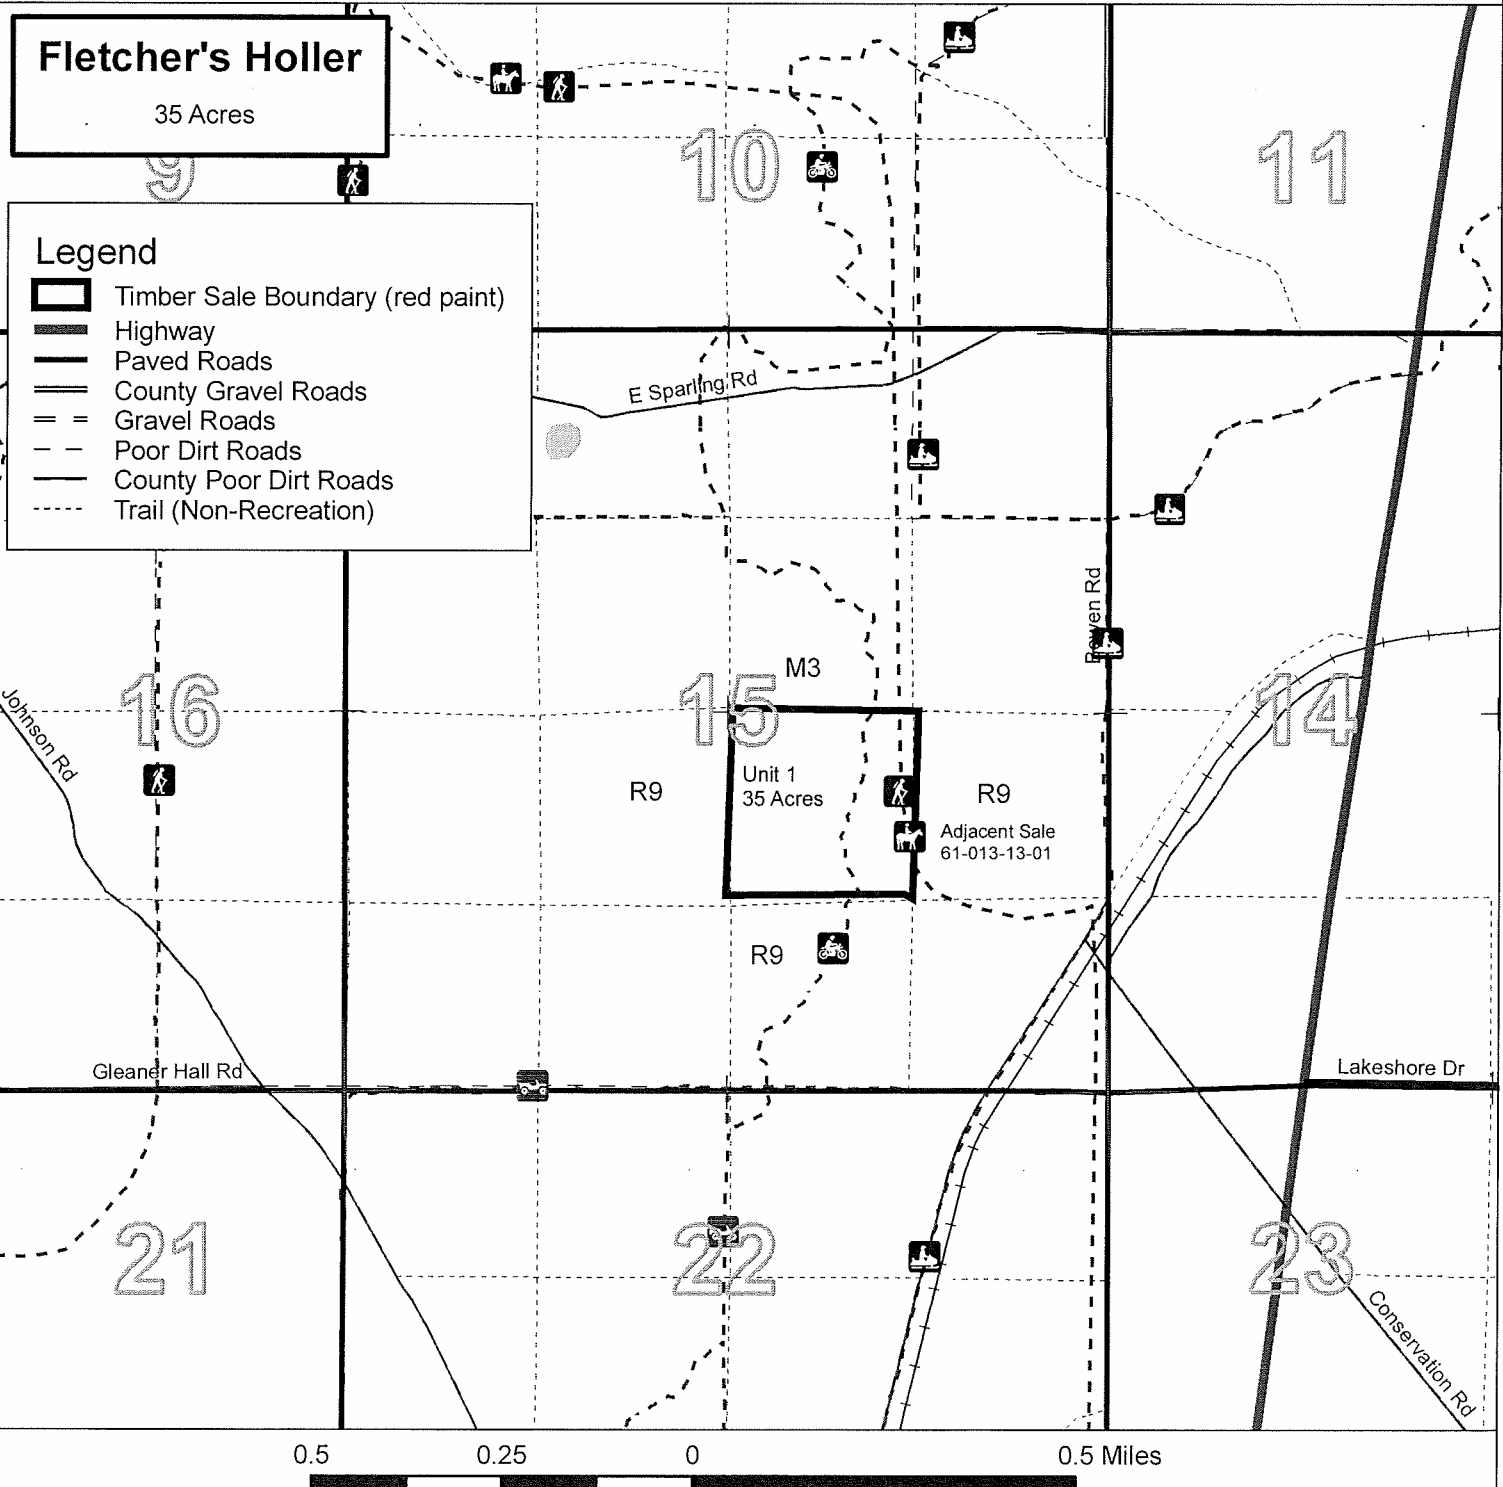 Fletcher's Holler
35 Acres
9
10
11
Legend
Timber Sale Boundary (red paint)
Highway
Paved Roads
County Gravel Roads
Gravel Roads
Poor Dirt Roads
County Poor Dirt Roads
Trail (Non-Recreation)
E Sparling Rd
Bowen Rd
M3
16
15
14
Johnson Rd
Unit 1
35 Acres
R9
R9
Adjacent Sale
61-013-13-01
R9
Gleaner Hall Rd
Lakeshore Dr
21
22
23
Conservation Rd
0.5 0.25 0 0.5 Miles